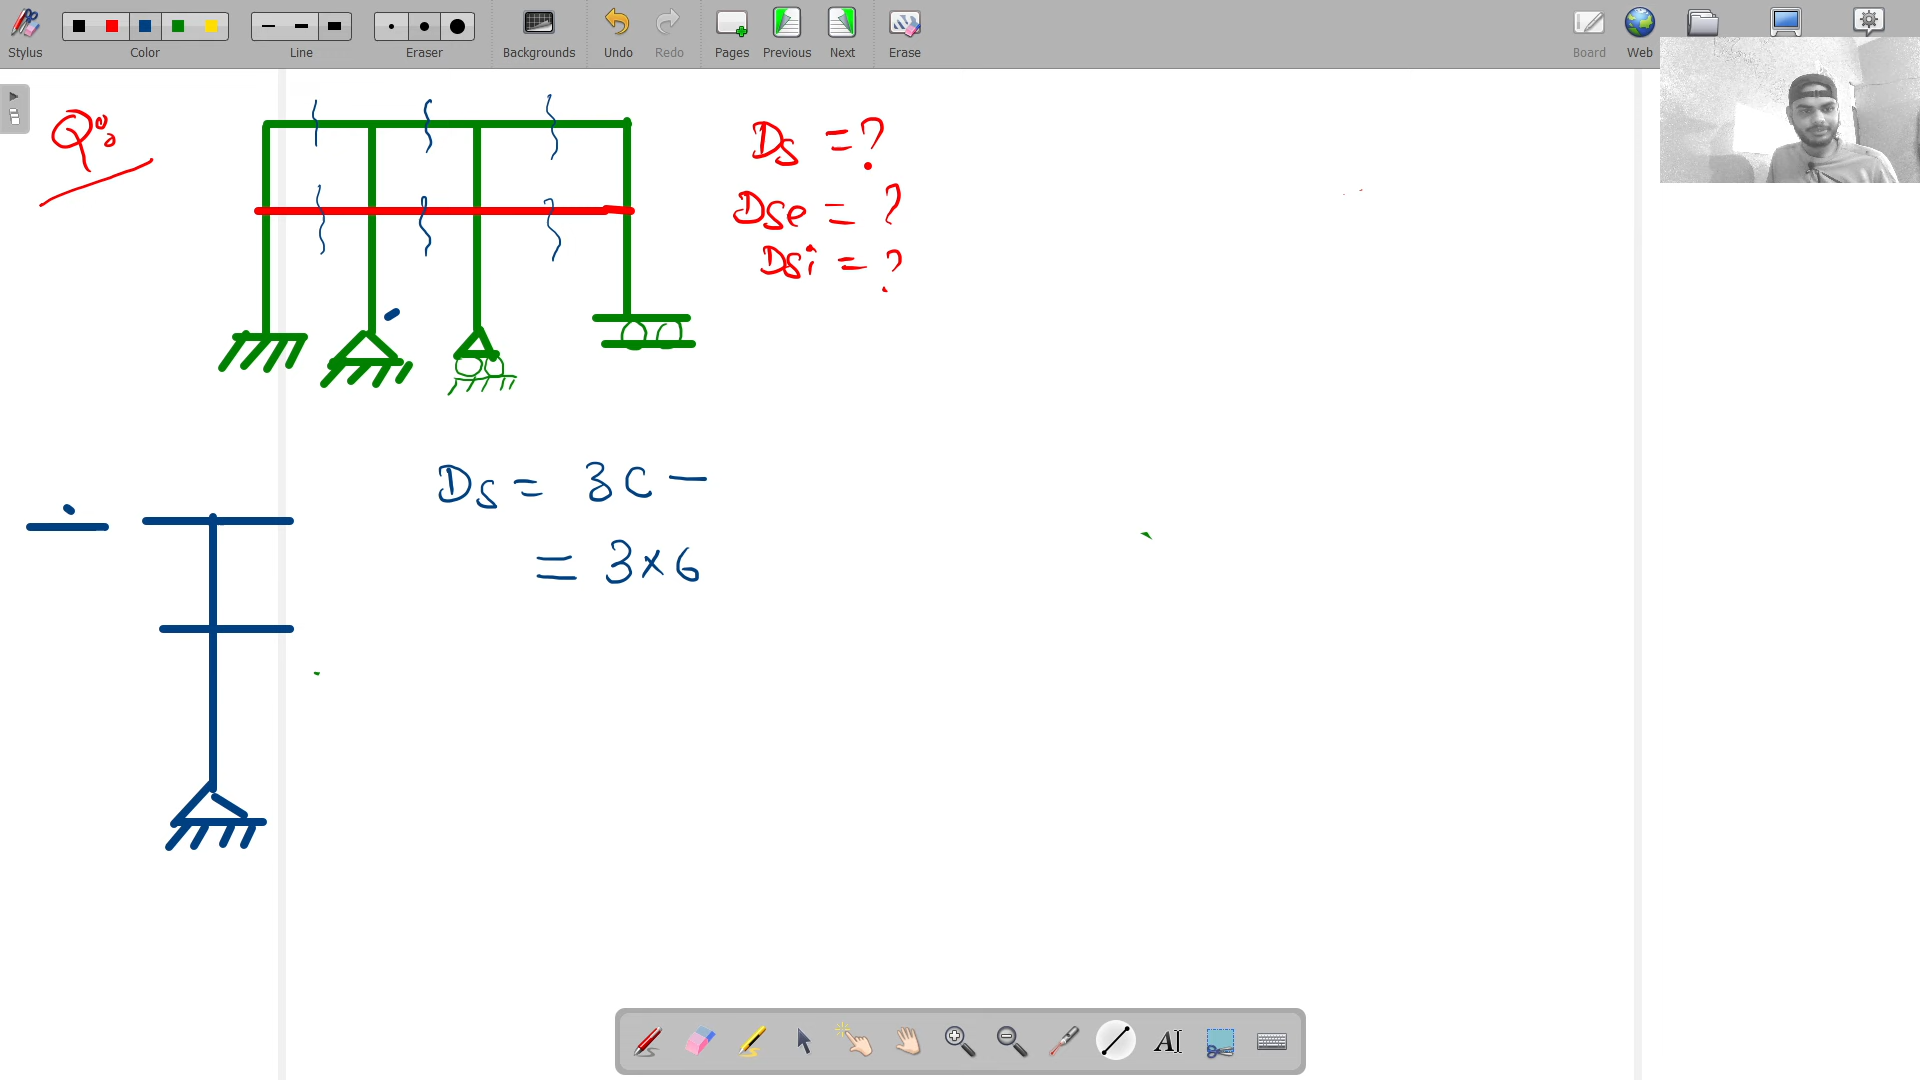 Stylus
Color
Line
Eraser
Backgrounds
Undo
Redo
Pages
Previous
Next
Erase
Board
Web
Q:
Ds = ?
Dse = ?
Dsi = ?
Ds = 3C -
= 3×6
AI